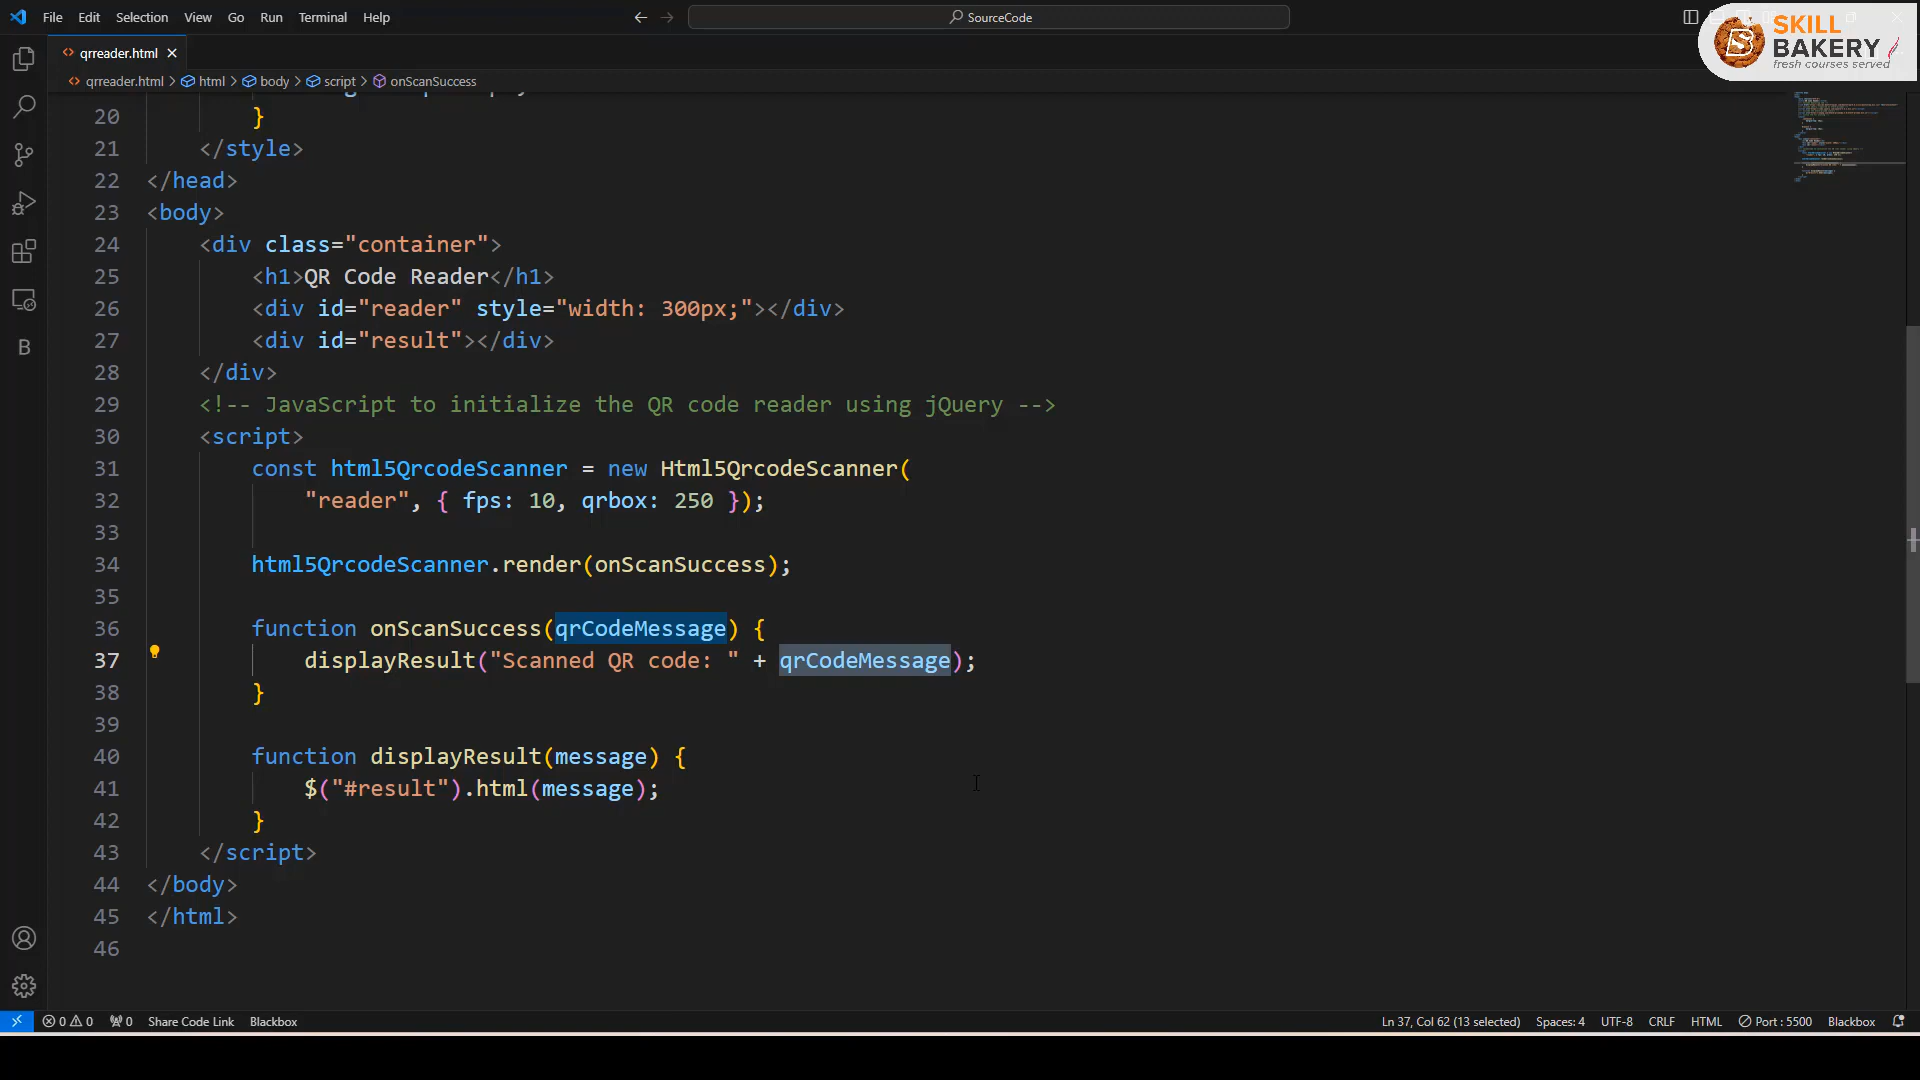 File Edit Selection View Go Run Terminal Help
SourceCode
SKILL
BAKERY
fresh courses served
qrreader.html
qrreader.html > html > body > script > onScanSuccess
20 }
21 </style>
22 </head>
23 <body>
24 <div class="container">
25 <h1>QR Code Reader</h1>
26 <div id="reader" style="width: 300px;"></div>
27 <div id="result"></div>
28 </div>
29 <!-- JavaScript to initialize the QR code reader using jQuery -->
30 <script>
31 const html5QrcodeScanner = new Html5QrcodeScanner(
32 "reader", { fps: 10, qrbox: 250 });
33
34 html5QrcodeScanner.render(onScanSuccess);
35
36 function onScanSuccess(qrCodeMessage) {
37 displayResult("Scanned QR code: " + qrCodeMessage);
38 }
39
40 function displayResult(message) {
41 $("#result").html(message);
42 }
43 </script>
44 </body>
45 </html>
46
B
0 0 0 Share Code Link Blackbox Ln 37, Col 62 (13 selected) Spaces: 4 UTF-8 CRLF HTML Port : 5500 Blackbox